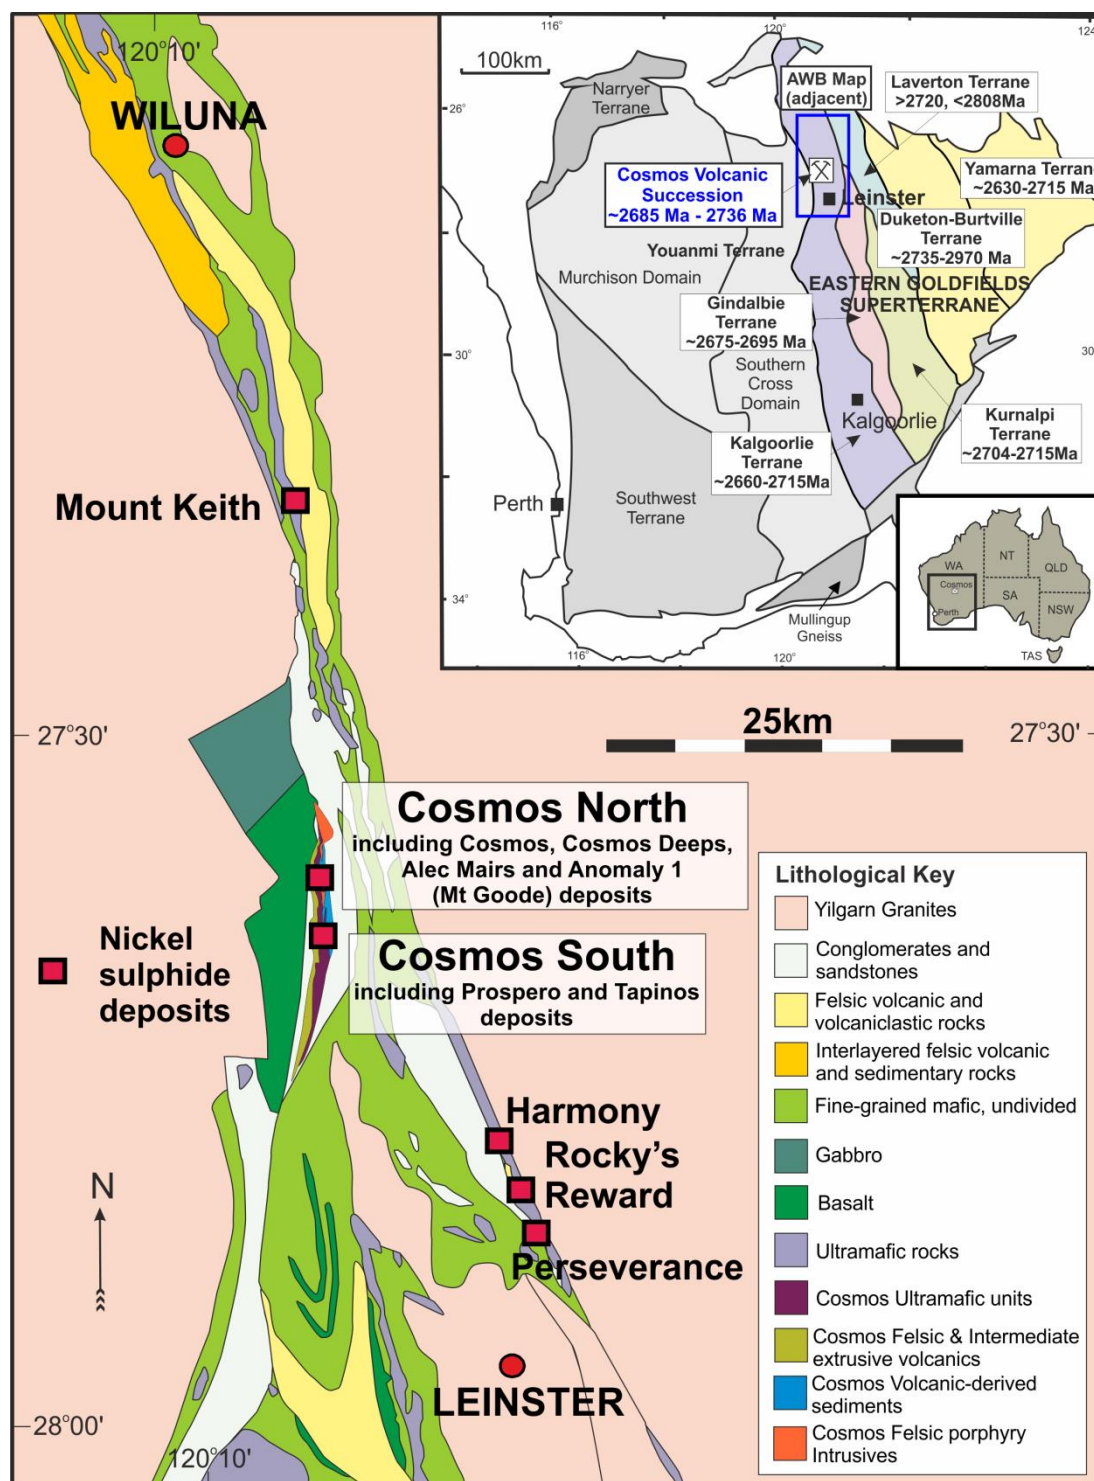 120°10'
WILUNA
Mount Keith
27°30'
27°30'
25km
Cosmos North
including Cosmos, Cosmos Deeps,
Alec Mairs and Anomaly 1
(Mt Goode) deposits
Cosmos South
including Prospero and Tapinos
deposits
Nickel
sulphide
deposits
Harmony
Rocky's
Reward
Perseverance
N
LEINSTER
28°00'
120°10'
116°
120°
124
100km
26°
30°
34°
30
116°
120°
Narryer
Terrane
AWB Map
(adjacent)
Laverton Terrane
>2720, <2808Ma
Cosmos Volcanic
Succession
~2685 Ma - 2736 Ma
Leinster
Yamarna Terran
~2630-2715 Ma
Duketon-Burtville
Terrane
~2735-2970 Ma
Youanmi Terrane
Murchison Domain
EASTERN GOLDFIELDS
SUPERTERRANE
Gindalbie
Terrane
~2675-2695 Ma
Southern
Cross
Domain
Kalgoorlie
Kurnalpi
Terrane
~2704-2715Ma
Kalgoorlie
Terrane
~2660-2715Ma
Perth
Southwest
Terrane
Mullingup
Gneiss
WA
NT
QLD
Cosmos
SA
NSW
Perth
TAS
Lithological Key
Yilgarn Granites
Conglomerates and
sandstones
Felsic volcanic and
volcaniclastic rocks
Interlayered felsic volcanic
and sedimentary rocks
Fine-grained mafic, undivided
Gabbro
Basalt
Ultramafic rocks
Cosmos Ultramafic units
Cosmos Felsic & Intermediate
extrusive volcanics
Cosmos Volcanic-derived
sediments
Cosmos Felsic porphyry
Intrusives